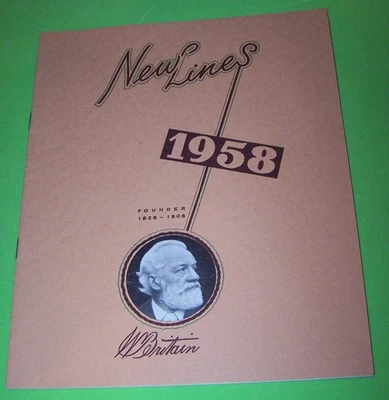 New Lines
1958
FOUNDER
1828-1906
W Britain